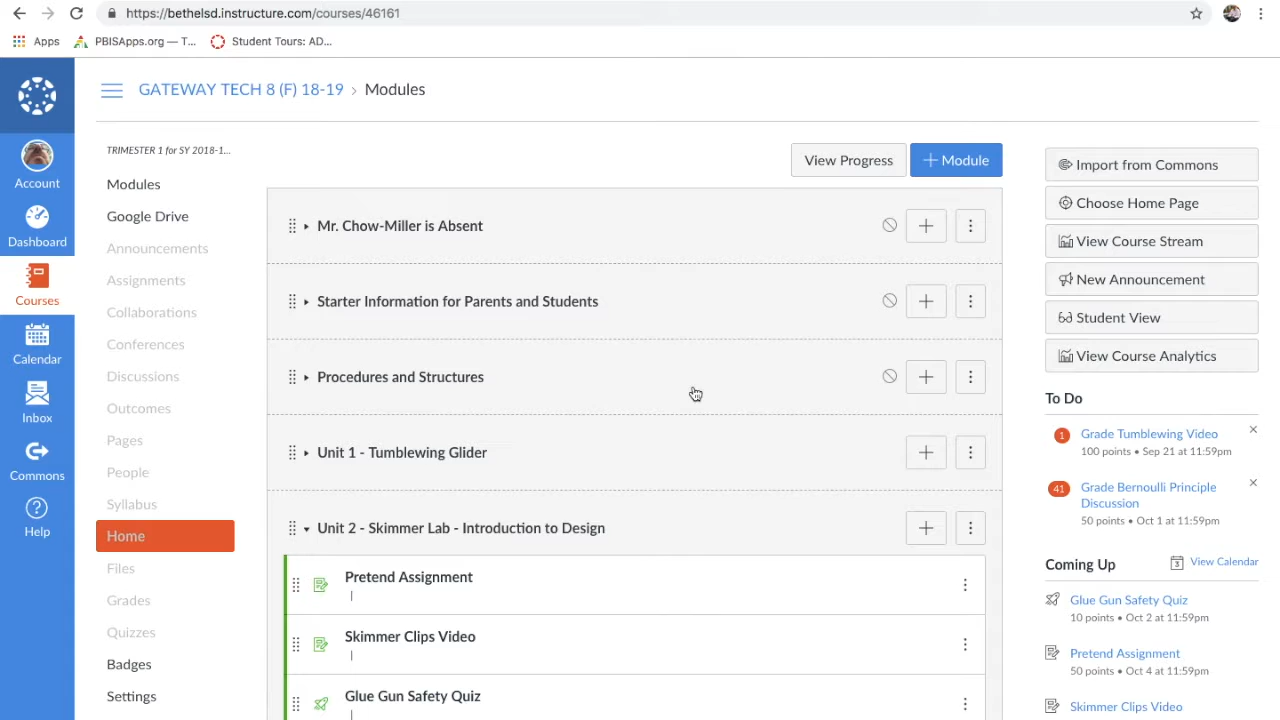 https://bethelsd.instructure.com/courses/46161
Apps
PBISApps.org — T...
Student Tours: AD...
GATEWAY TECH 8 (F) 18-19 › Modules
Account
Dashboard
Courses
Calendar
Inbox
Commons
Help
TRIMESTER 1 for SY 2018-1...
Modules
Google Drive
Announcements
Assignments
Collaborations
Conferences
Discussions
Outcomes
Pages
People
Syllabus
Home
Files
Grades
Quizzes
Badges
Settings
View Progress
+ Module
Mr. Chow-Miller is Absent
Starter Information for Parents and Students
Procedures and Structures
Unit 1 - Tumblewing Glider
Unit 2 - Skimmer Lab - Introduction to Design
Pretend Assignment
|
Skimmer Clips Video
|
Glue Gun Safety Quiz
|
Import from Commons
Choose Home Page
View Course Stream
New Announcement
Student View
View Course Analytics
To Do
1 Grade Tumblewing Video
100 points • Sep 21 at 11:59pm
41 Grade Bernoulli Principle
Discussion
50 points • Oct 1 at 11:59pm
Coming Up
3 View Calendar
Glue Gun Safety Quiz
10 points • Oct 2 at 11:59pm
Pretend Assignment
50 points • Oct 4 at 11:59pm
Skimmer Clips Video